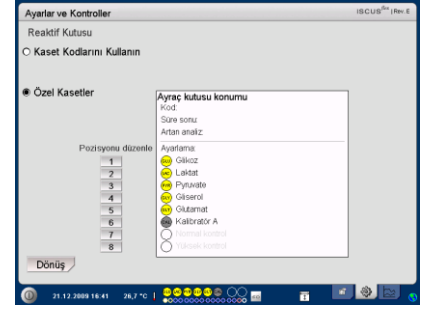 Ayarlar ve Kontroller
ISCUSflex | Rev E
Reaktif Kutusu
Kaset Kodlarını Kullanın
Özel Kasetler
Ayraç kutusu konumu
Kod:
Süre sonu
Artan analiz:
Pozisyonu düzenle
Ayarlama:
1 Glikoz
2 Laktat
3 Pyruvate
4 Gliserol
5 Glutamat
6 Kalibratör A
7 Normal kontrol
8 Yüksek kontrol
Dönüş
21.12.2009 16:41
26,7 °C